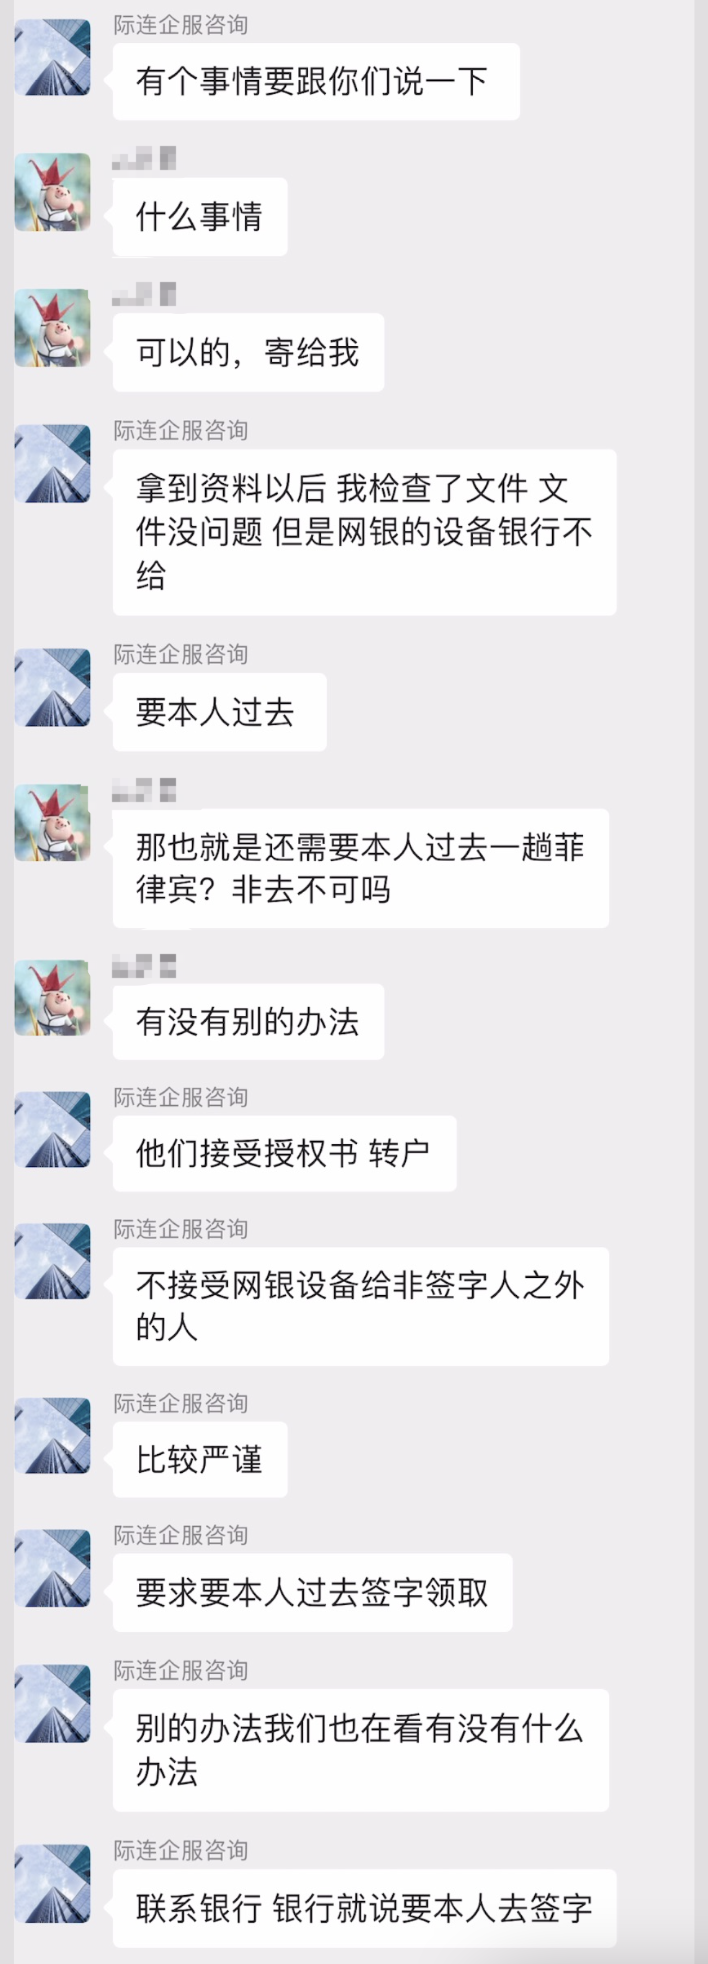 际连企服咨询
有个事情要跟你们说一下
什么事情
可以的，寄给我
际连企服咨询
拿到资料以后 我检查了文件 文
件没问题 但是网银的设备银行不
给
际连企服咨询
要本人过去
那也就是还需要本人过去一趟菲
律宾？非去不可吗
有没有别的办法
际连企服咨询
他们接受授权书 转户
际连企服咨询
不接受网银设备给非签字人之外
的人
际连企服咨询
比较严谨
际连企服咨询
要求要本人过去签字领取
际连企服咨询
别的办法我们也在看有没有什么
办法
际连企服咨询
联系银行 银行就说要本人去签字